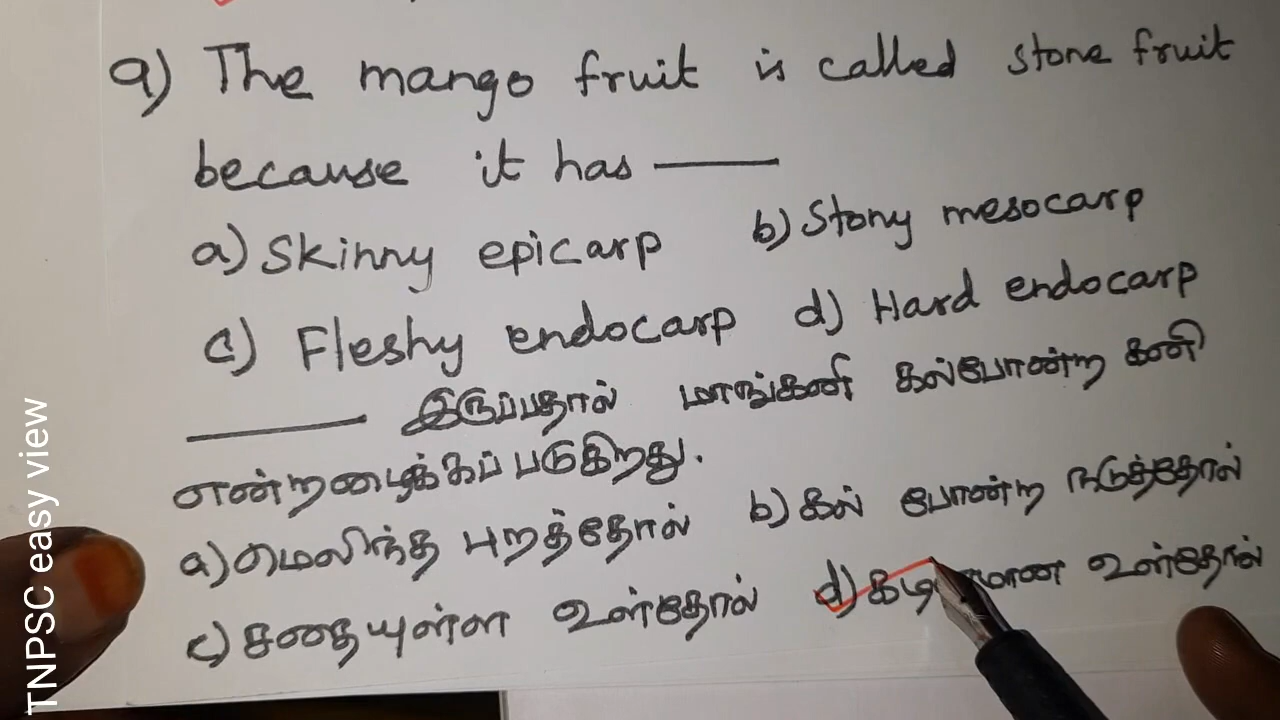 9) The mango fruit is called stone fruit
because it has ———
a) Skinny epicarp b) Stony mesocarp
c) Fleshy endocarp d) Hard endocarp
——— இருப்பதால் மாங்கனி கல்போன்ற கனி
என்றழைக்கப் படுகிறது.
a) மெலிந்த புறத்தோல் b) கல் போன்ற நடுத்தோல்
c) சதையுள்ள உள்தோல் d) கடினமான உள்தோல்
TNPSC easy view